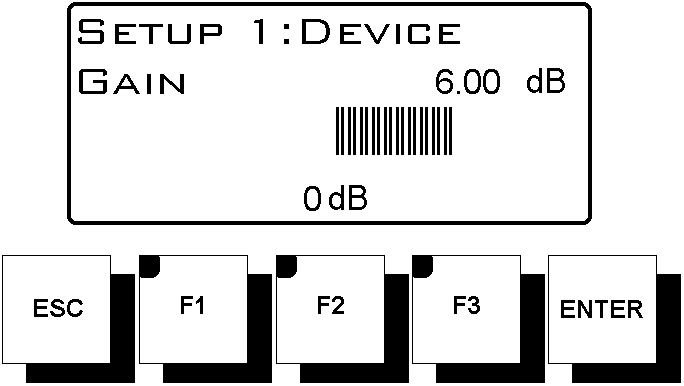 SETUP 1:DEVICE
GAIN 6.00 dB
0 dB
ESC F1 F2 F3 ENTER